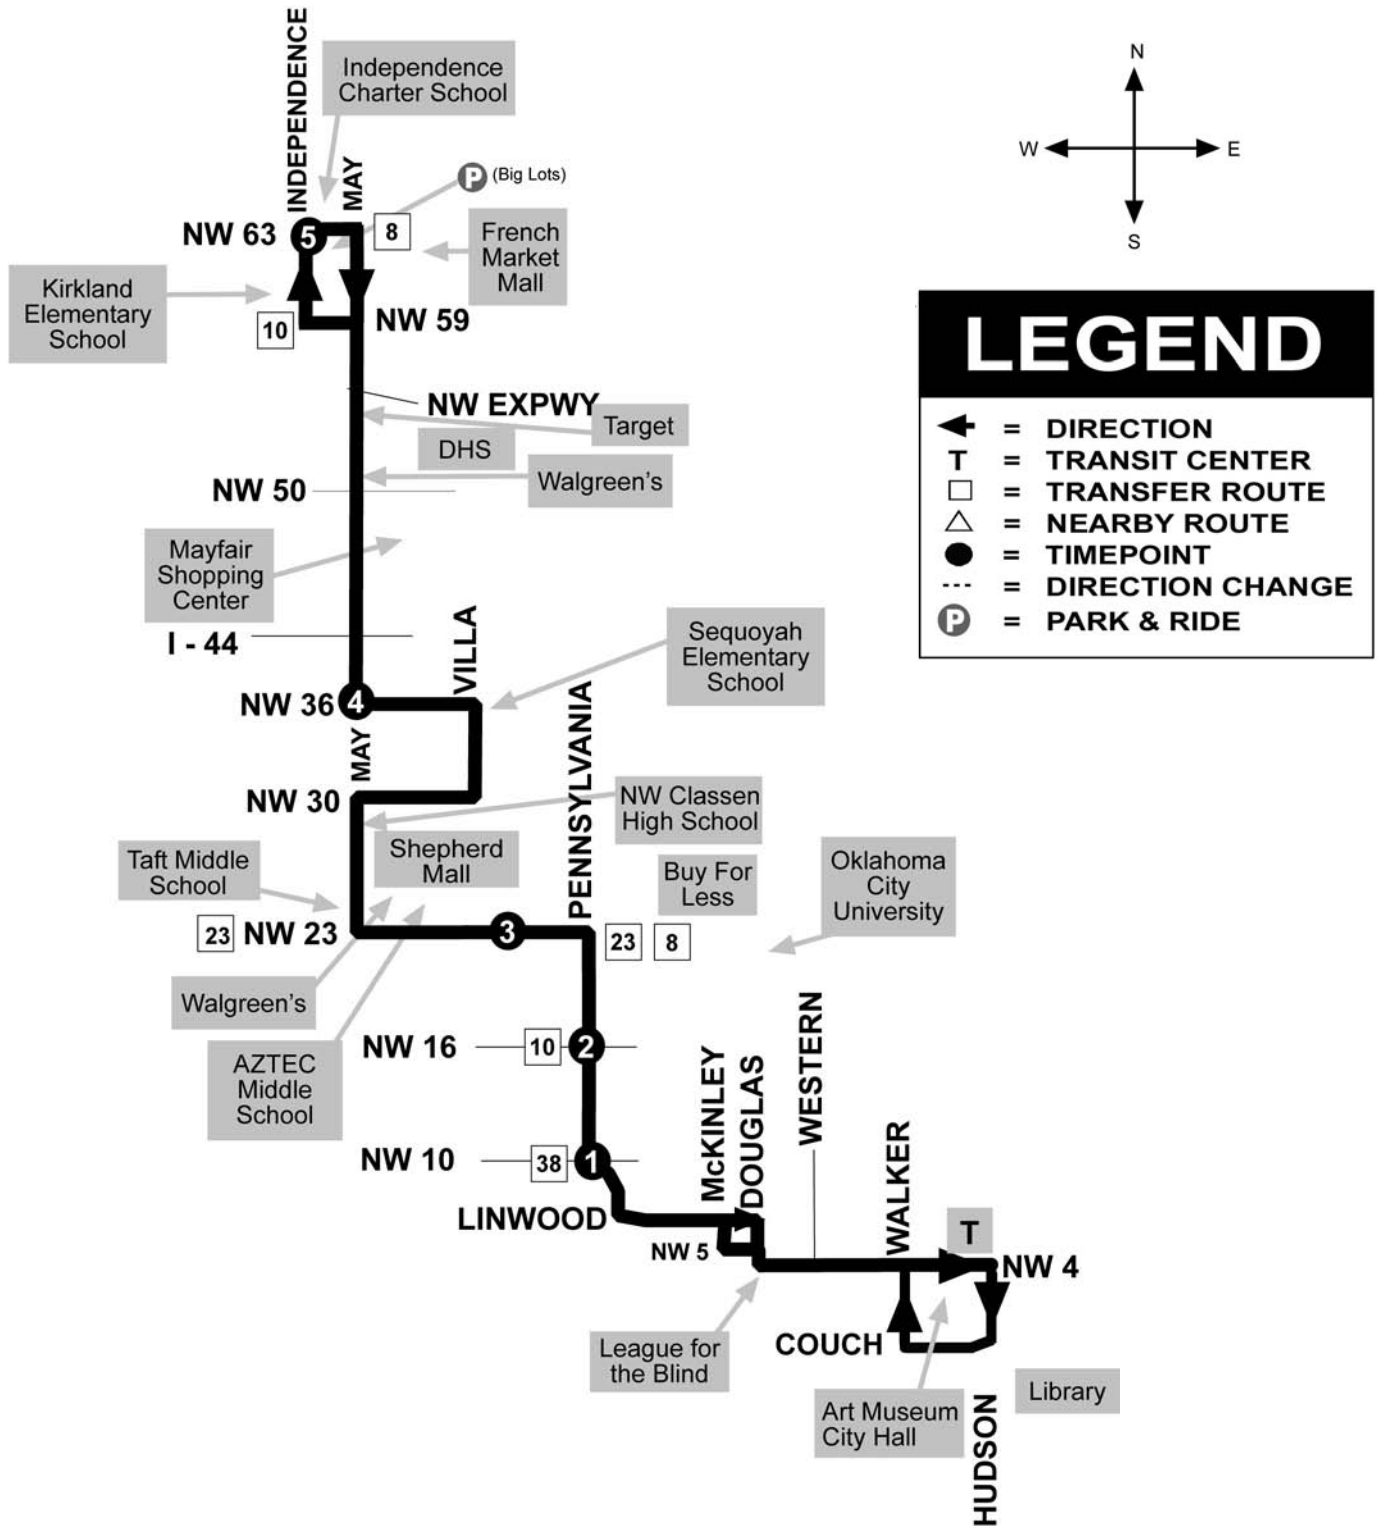 INDEPENDENCE
Independence
Charter School
MAY
P (Big Lots)
NW 63
5
8
French
Market
Mall
Kirkland
Elementary
School
10
NW 59
NW EXPWY
Target
DHS
Walgreen's
NW 50
Mayfair
Shopping
Center
I - 44
VILLA
Sequoyah
Elementary
School
NW 36
4
MAY
PENNSYLVANIA
NW 30
NW Classen
High School
Shepherd
Mall
Taft Middle
School
Buy For
Less
Oklahoma
City
University
23 NW 23
3
23 8
Walgreen's
NW 16
10
2
AZTEC
Middle
School
McKINLEY
DOUGLAS
WESTERN
NW 10
38
1
WALKER
LINWOOD
NW 5
T
NW 4
League for
the Blind
COUCH
Art Museum
City Hall
Library
HUDSON
N
W E
S
LEGEND
= DIRECTION
T = TRANSIT CENTER
= TRANSFER ROUTE
= NEARBY ROUTE
= TIMEPOINT
--- = DIRECTION CHANGE
P = PARK & RIDE